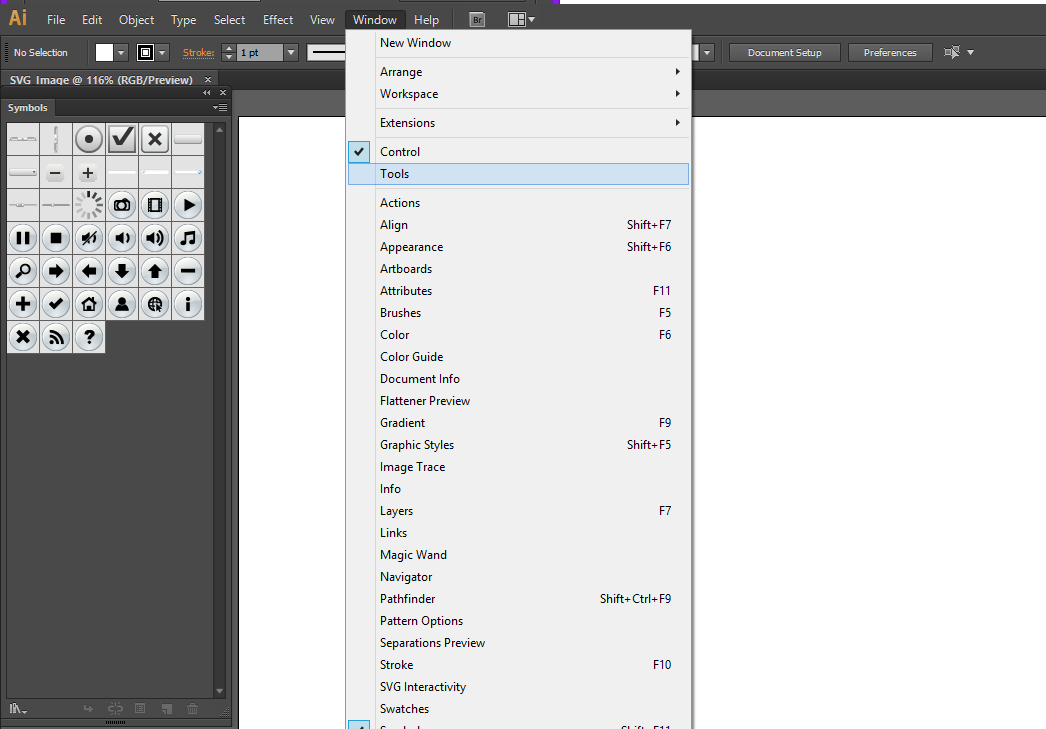 Ai File Edit Object Type Select Effect View Window Help Br
No Selection Stroke: 1 pt Document Setup Preferences
SVG Image @ 116% (RGB/Preview) ×
Symbols
New Window
Arrange
Workspace
Extensions
Control
Tools
Actions
Align Shift+F7
Appearance Shift+F6
Artboards
Attributes F11
Brushes F5
Color F6
Color Guide
Document Info
Flattener Preview
Gradient F9
Graphic Styles Shift+F5
Image Trace
Info
Layers F7
Links
Magic Wand
Navigator
Pathfinder Shift+Ctrl+F9
Pattern Options
Separations Preview
Stroke F10
SVG Interactivity
Swatches
Symbols Shift+F11